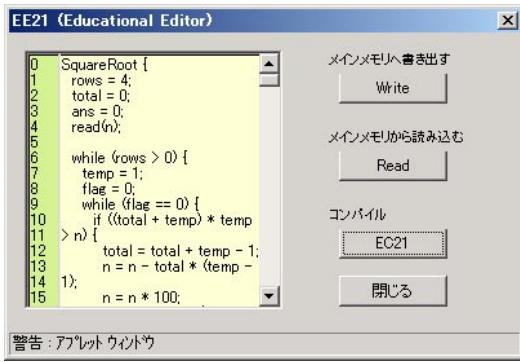 EE21 (Educational Editor)
0 SquareRoot {
1 rows = 4;
2 total = 0;
3 ans = 0;
4 read(n);
5
6 while (rows > 0) {
7 temp = 1;
8 flag = 0;
9 while (flag == 0) {
10 if ((total + temp) * temp
11 > n) {
12 total = total + temp - 1;
13 n = n - total * (temp -
14 1);
15 n = n * 100;
メインメモリへ書き出す
Write
メインメモリから読み込む
Read
コンパイル
EC21
閉じる
警告 : アプレット ウィンドウ